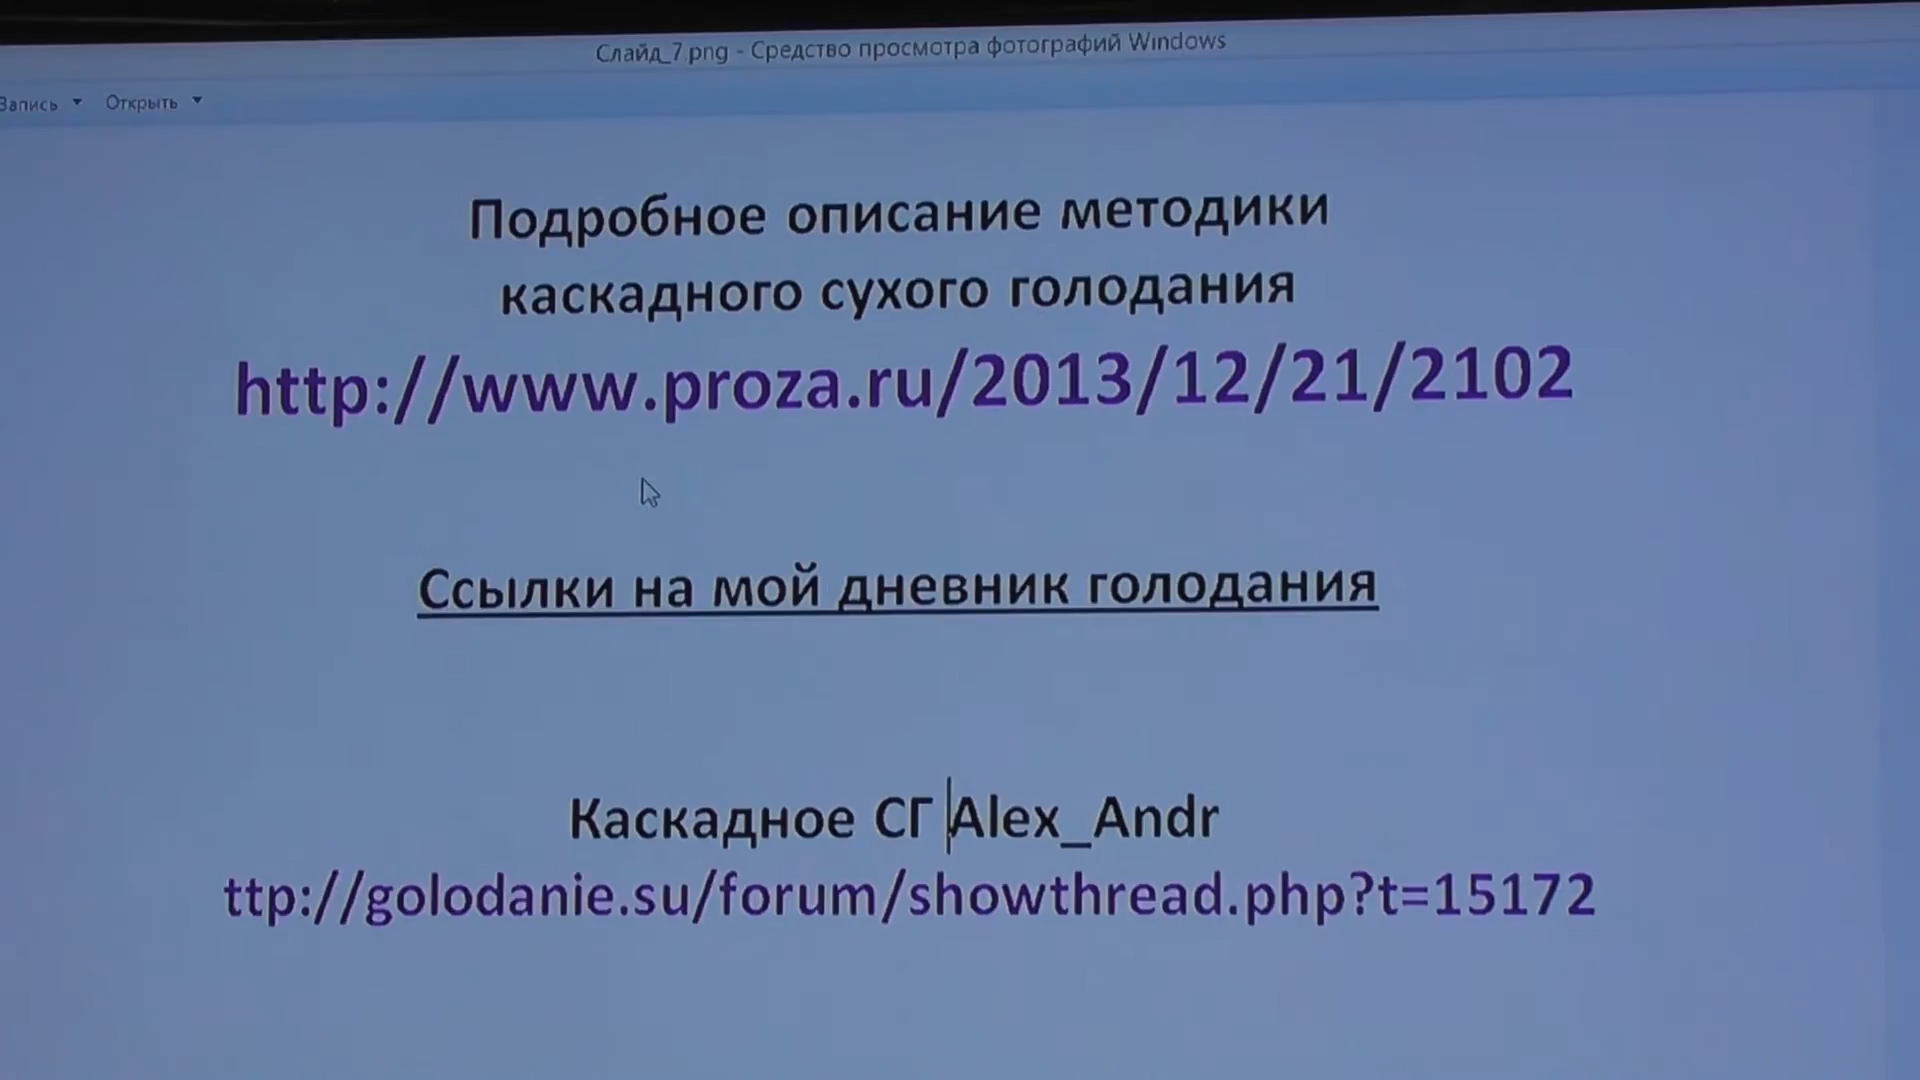 Слайд_7.png - Средство просмотра фотографий Windows
Запись Открыть
Подробное описание методики
каскадного сухого голодания
http://www.proza.ru/2013/12/21/2102
Ссылки на мой дневник голодания
Каскадное СГ Alex_Andr
ttp://golodanie.su/forum/showthread.php?t=15172